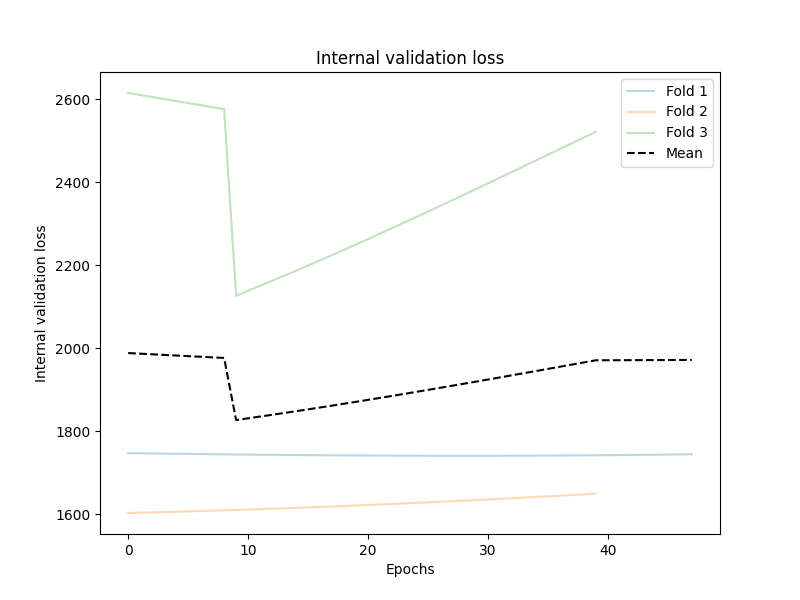 Internal validation loss
Fold 1
Fold 2
Fold 3
Mean
Internal validation loss
2600
2400
2200
2000
1800
1600
0 10 20 30 40
Epochs